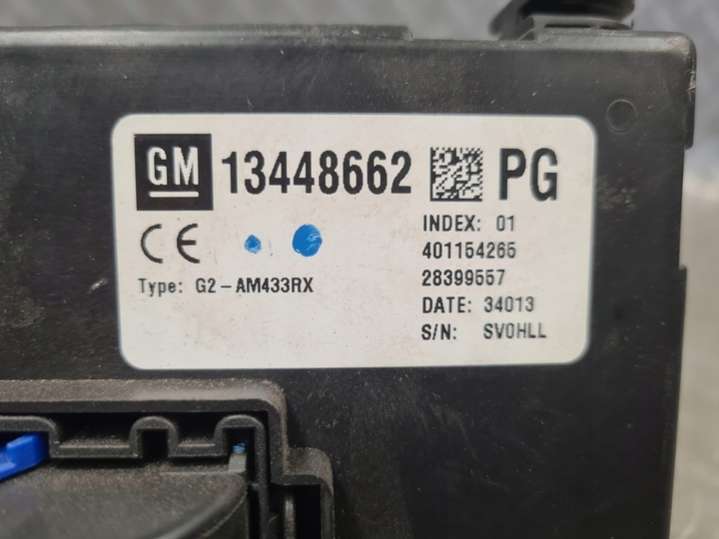 GM 13448662 PG
INDEX: 01
CE
401154265
Type: G2-AM433RX
28399557
DATE: 34013
S/N: SV0HLL